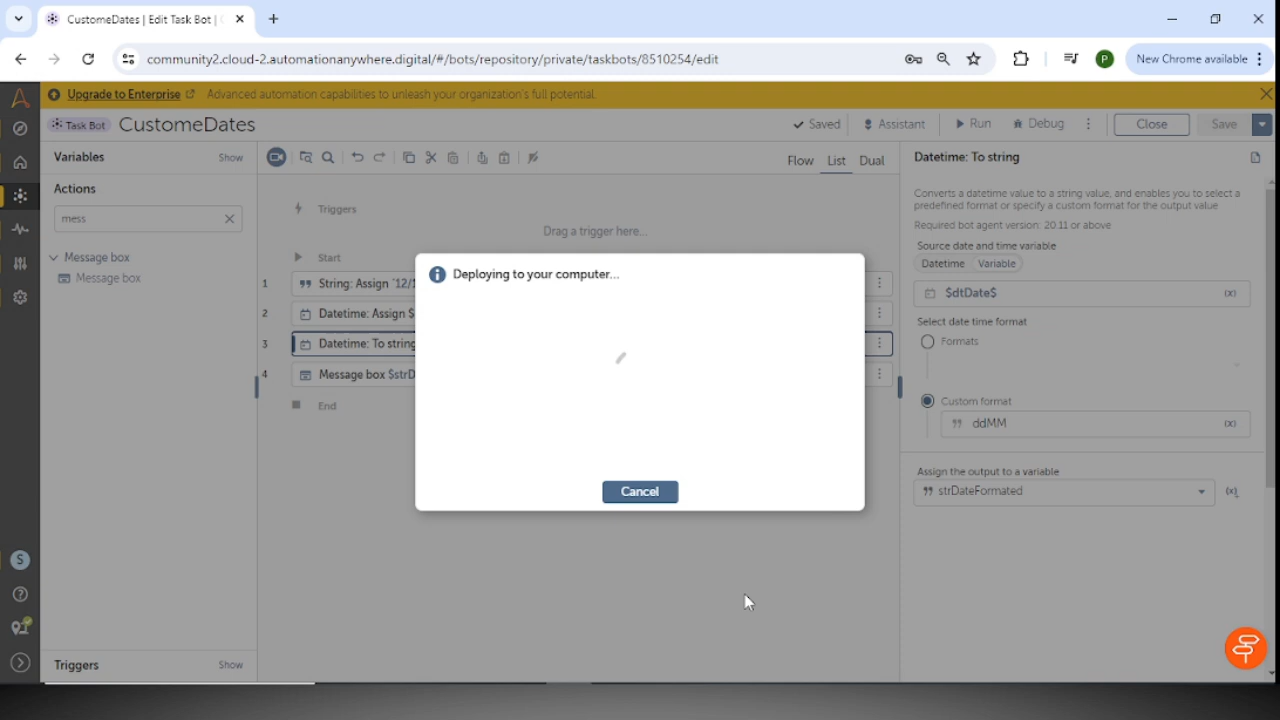 CustomeDates | Edit Task Bot |
community2.cloud-2.automationanywhere.digital/#/bots/repository/private/taskbots/8510254/edit
P
New Chrome available
Upgrade to Enterprise
Advanced automation capabilities to unleash your organization's full potential.
Task Bot
CustomeDates
Saved
Assistant
Run
Debug
Close
Save
Variables
Show
Flow
List
Dual
Datetime: To string
Actions
mess
Message box
Message box
Triggers
Drag a trigger here...
Start
1
String: Assign "12/1
2
Datetime: Assign $
3
Datetime: To string
4
Message box $strD
End
Deploying to your computer...
Cancel
Converts a datetime value to a string value, and enables you to select a
predefined format or specify a custom format for the output value
Required bot agent version: 20.11 or above
Source date and time variable
Datetime
Variable
$dtDate$
(x)
Select date time format
Formats
Custom format
ddMM
(x)
Assign the output to a variable
strDateFormated
(x)
S
Triggers
Show